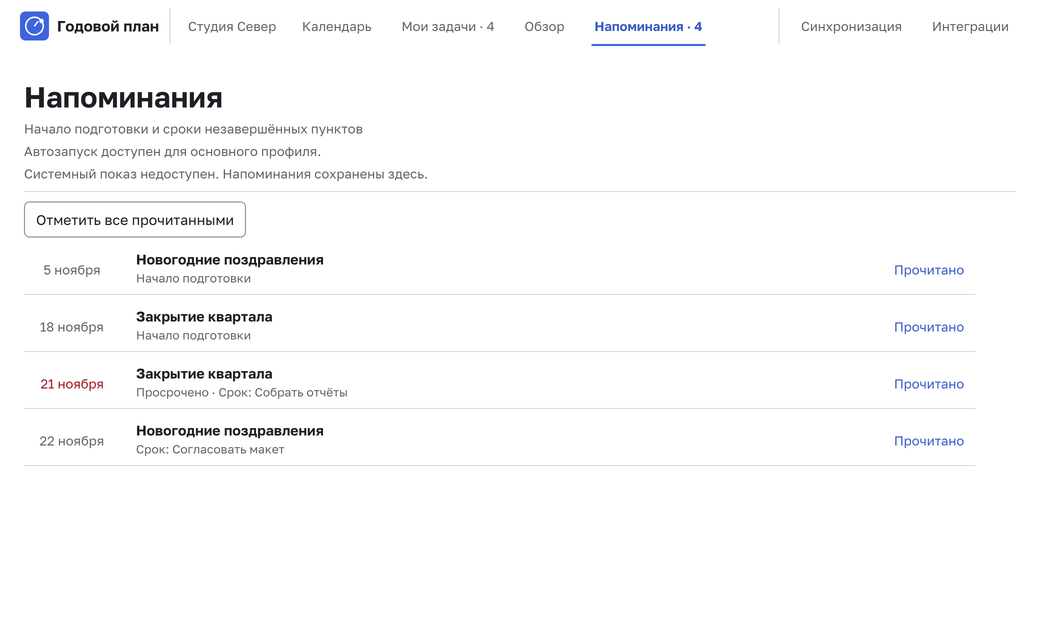 Годовой план
Студия Север
Календарь
Мои задачи · 4
Обзор
Напоминания · 4
Синхронизация
Интеграции
Напоминания
Начало подготовки и сроки незавершённых пунктов
Автозапуск доступен для основного профиля.
Системный показ недоступен. Напоминания сохранены здесь.
Отметить все прочитанными
5 ноября
Новогодние поздравления
Начало подготовки
Прочитано
18 ноября
Закрытие квартала
Начало подготовки
Прочитано
21 ноября
Закрытие квартала
Просрочено · Срок: Собрать отчёты
Прочитано
22 ноября
Новогодние поздравления
Срок: Согласовать макет
Прочитано